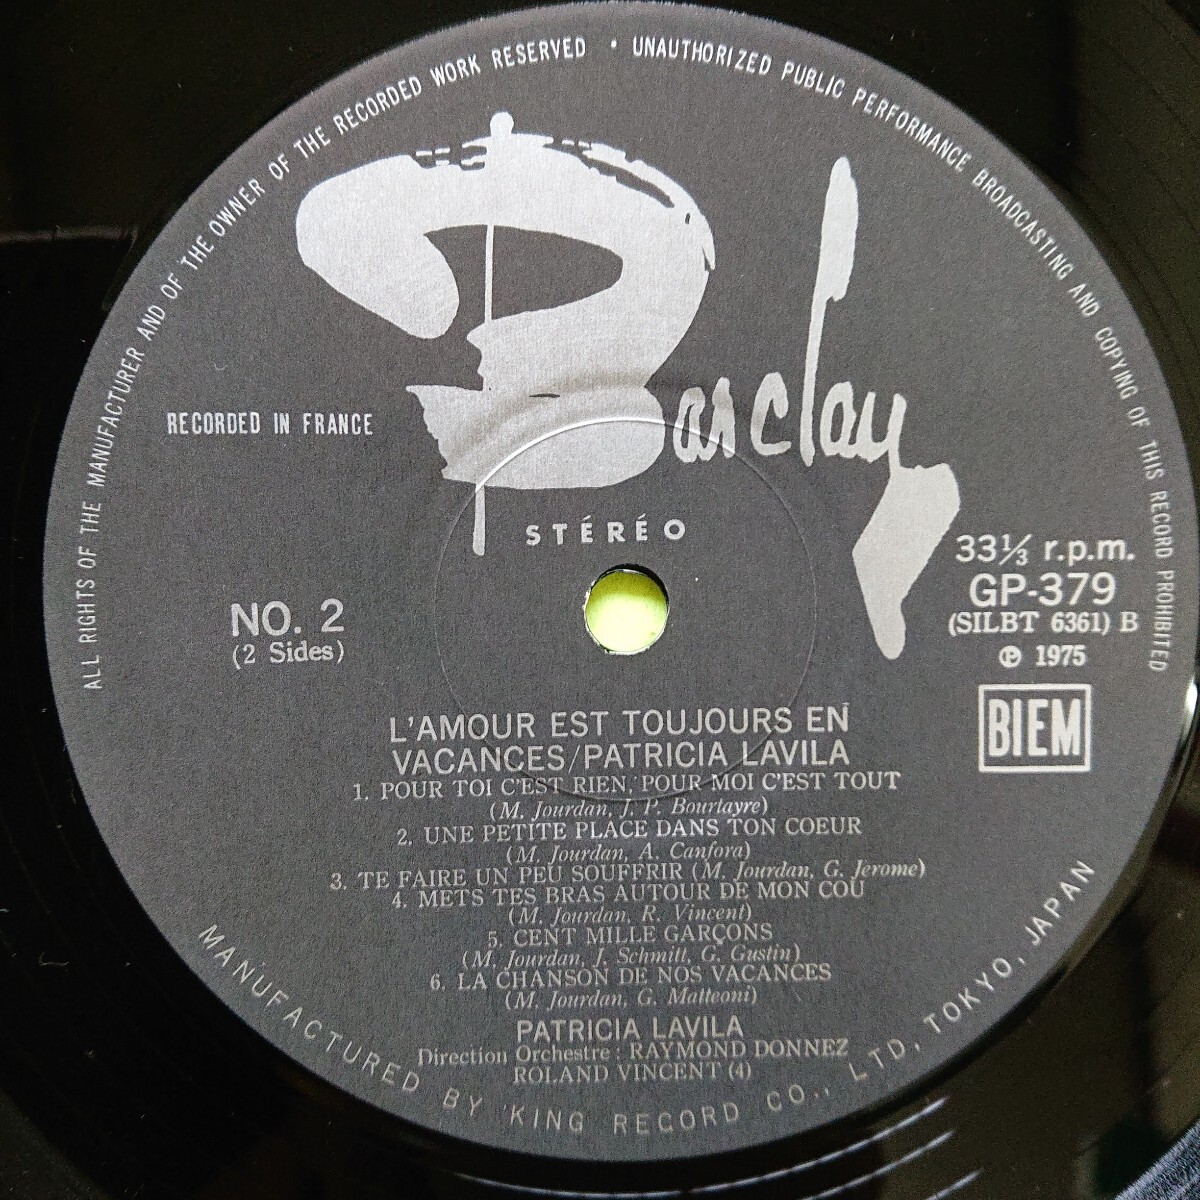 ALL RIGHTS OF THE MANUFACTURER AND OF THE OWNER OF THE RECORDED WORK RESERVED • UNAUTHORIZED PUBLIC PERFORMANCE BROADCASTING AND COPYING OF THIS RECORD PROHIBITED
Barclay
RECORDED IN FRANCE
STÉRÉO
33⅓ r.p.m.
GP-379
(SILBT 6361) B
Ⓟ 1975
NO. 2
(2 Sides)
BIEM
L'AMOUR EST TOUJOURS EN
VACANCES/PATRICIA LAVILA
1. POUR TOI C'EST RIEN, POUR MOI C'EST TOUT
(M. Jourdan, J. P. Bourtayre)
2. UNE PETITE PLACE DANS TON COEUR
(M. Jourdan, A. Canfora)
3. TE FAIRE UN PEU SOUFFRIR (M. Jourdan, G. Jerome)
4. METS TES BRAS AUTOUR DE MON COU
(M. Jourdan, R. Vincent)
5. CENT MILLE GARÇONS
(M. Jourdan, J. Schmitt, G. Gustin)
6. LA CHANSON DE NOS VACANCES
(M. Jourdan, G. Matteoni)
PATRICIA LAVILA
Direction Orchestre : RAYMOND DONNEZ
ROLAND VINCENT (4)
MANUFACTURED BY KING RECORD CO., LTD, TOKYO, JAPAN